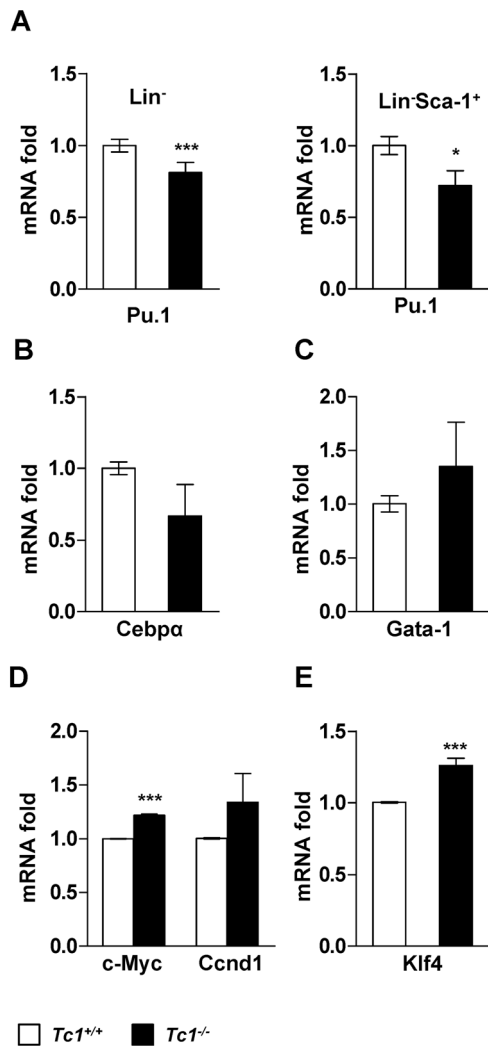 A
Lin-
Lin-Sca-1+
mRNA fold
1.5
1.0
0.5
0.0
***
Pu.1
mRNA fold
1.5
1.0
0.5
0.0
*
Pu.1
B
mRNA fold
1.5
1.0
0.5
0.0
Cebpα
C
mRNA fold
2.0
1.5
1.0
0.5
0.0
Gata-1
D
mRNA fold
2.0
1.5
1.0
0.5
0.0
***
c-Myc Ccnd1
E
mRNA fold
1.5
1.0
0.5
0.0
***
Klf4
Tc1+/+ Tc1-/-